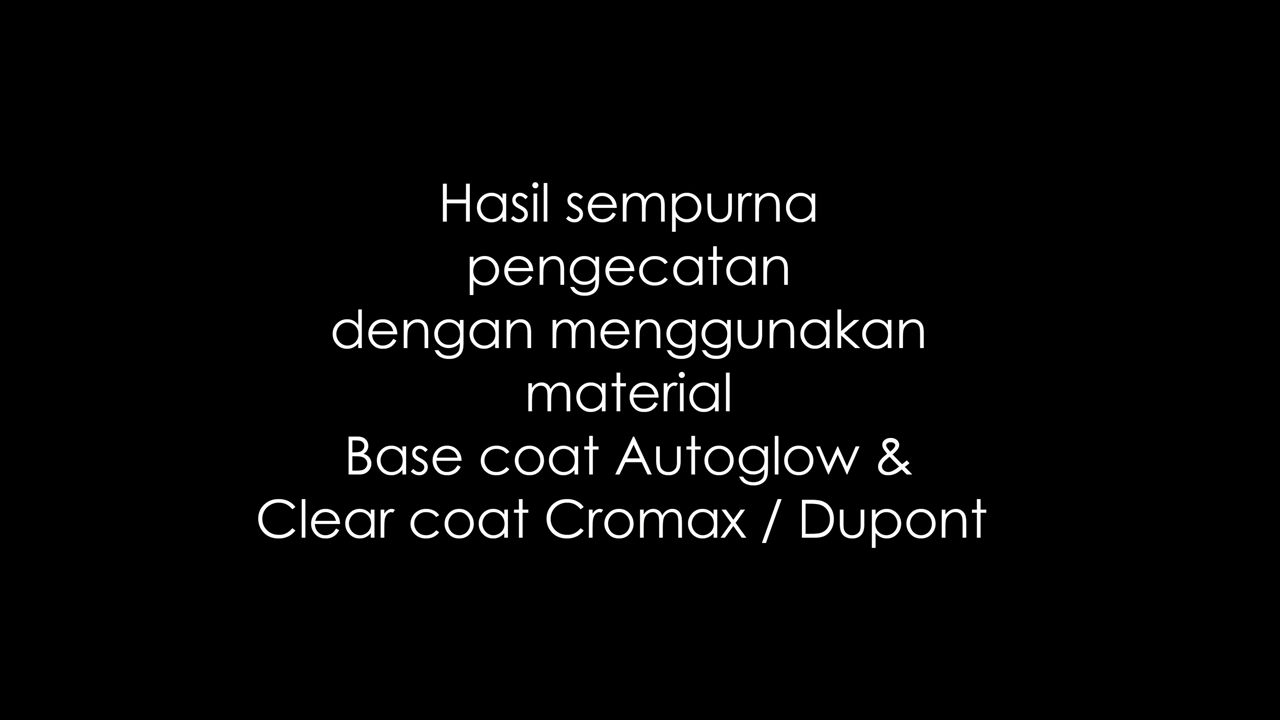 Hasil sempurna
pengecatan
dengan menggunakan
material
Base coat Autoglow &
Clear coat Cromax / Dupont